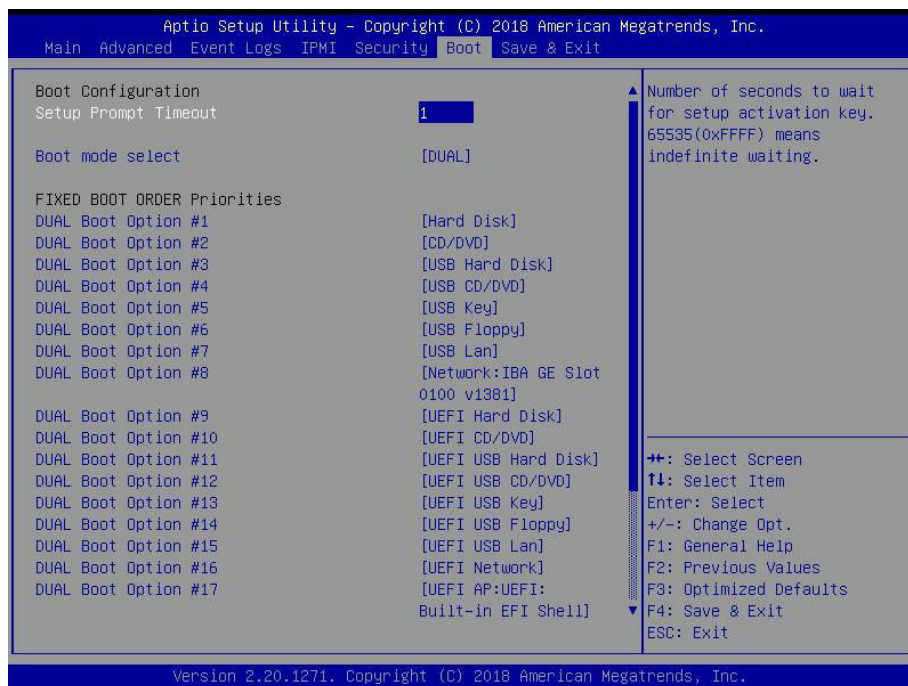 Aptio Setup Utility – Copyright (C) 2018 American Megatrends, Inc.
Main Advanced Event Logs IPMI Security Boot Save & Exit
Boot Configuration
Setup Prompt Timeout 1
Boot mode select [DUAL]
FIXED BOOT ORDER Priorities
DUAL Boot Option #1 [Hard Disk]
DUAL Boot Option #2 [CD/DVD]
DUAL Boot Option #3 [USB Hard Disk]
DUAL Boot Option #4 [USB CD/DVD]
DUAL Boot Option #5 [USB Key]
DUAL Boot Option #6 [USB Floppy]
DUAL Boot Option #7 [USB Lan]
DUAL Boot Option #8 [Network:IBA GE Slot
0100 v1381]
DUAL Boot Option #9 [UEFI Hard Disk]
DUAL Boot Option #10 [UEFI CD/DVD]
DUAL Boot Option #11 [UEFI USB Hard Disk]
DUAL Boot Option #12 [UEFI USB CD/DVD]
DUAL Boot Option #13 [UEFI USB Key]
DUAL Boot Option #14 [UEFI USB Floppy]
DUAL Boot Option #15 [UEFI USB Lan]
DUAL Boot Option #16 [UEFI Network]
DUAL Boot Option #17 [UEFI AP:UEFI:
Built-in EFI Shell]
Number of seconds to wait
for setup activation key.
65535(0xFFFF) means
indefinite waiting.
→←: Select Screen
↑↓: Select Item
Enter: Select
+/-: Change Opt.
F1: General Help
F2: Previous Values
F3: Optimized Defaults
F4: Save & Exit
ESC: Exit
Version 2.20.1271. Copyright (C) 2018 American Megatrends, Inc.